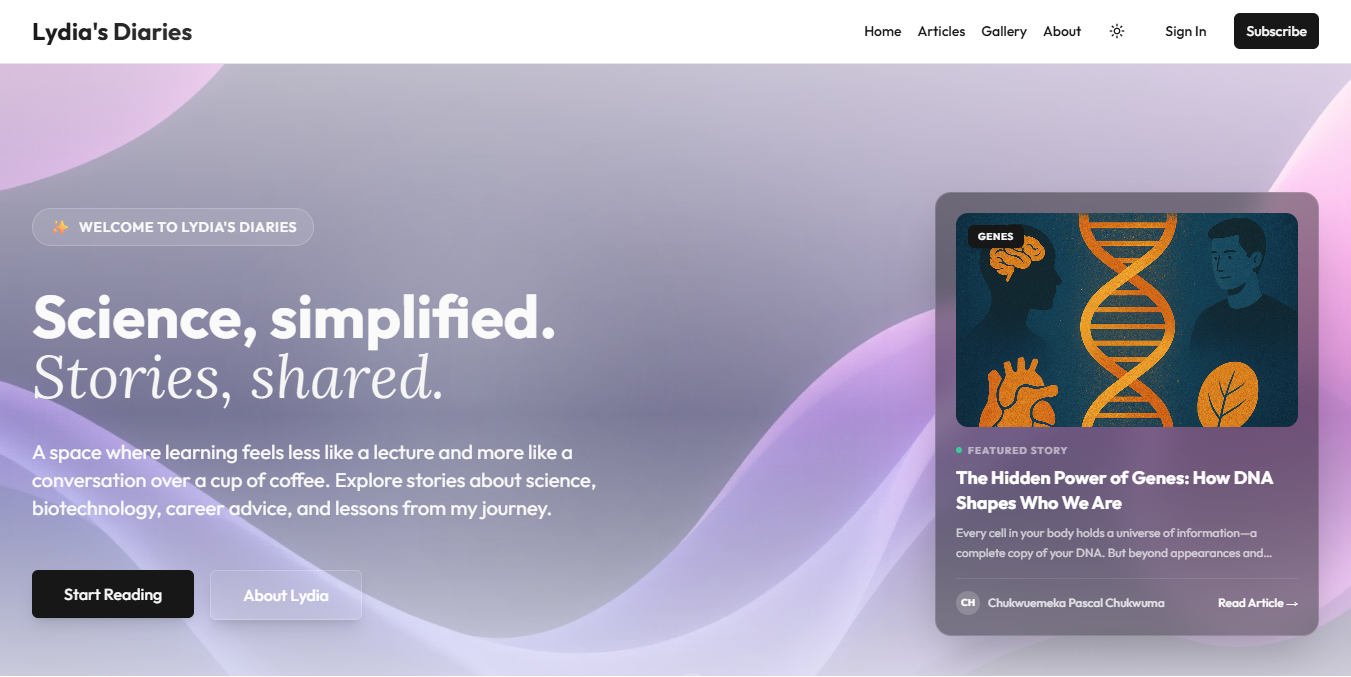 Lydia's Diaries
Home Articles Gallery About Sign In Subscribe
✨ WELCOME TO LYDIA'S DIARIES
Science, simplified.
Stories, shared.
A space where learning feels less like a lecture and more like a
conversation over a cup of coffee. Explore stories about science,
biotechnology, career advice, and lessons from my journey.
Start Reading
About Lydia
GENES
FEATURED STORY
The Hidden Power of Genes: How DNA
Shapes Who We Are
Every cell in your body holds a universe of information—a
complete copy of your DNA. But beyond appearances and...
CH Chukwuemeka Pascal Chukwuma
Read Article →